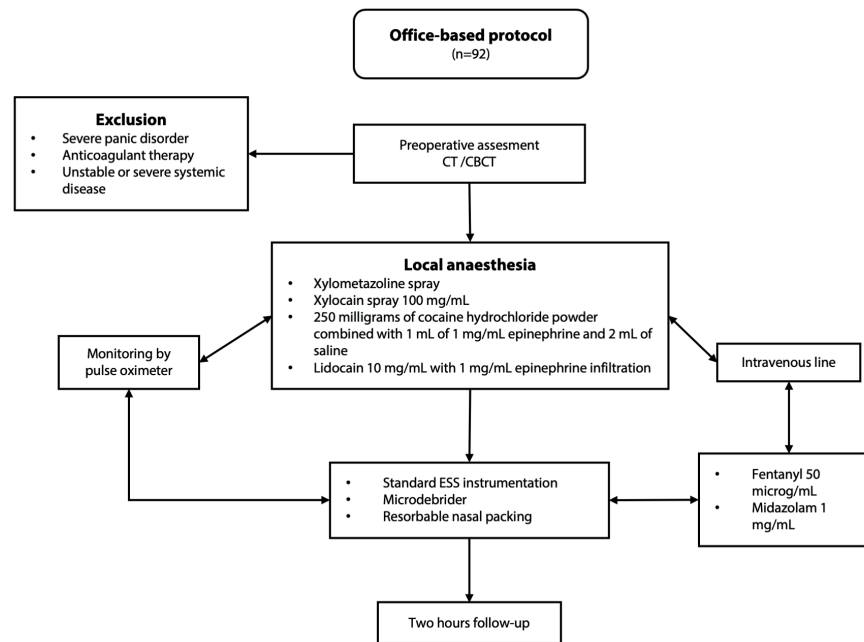 Office-based protocol
(n=92)
Exclusion
• Severe panic disorder
• Anticoagulant therapy
• Unstable or severe systemic
disease
Preoperative assesment
CT /CBCT
Local anaesthesia
• Xylometazoline spray
• Xylocain spray 100 mg/mL
• 250 milligrams of cocaine hydrochloride powder
combined with 1 mL of 1 mg/mL epinephrine and 2 mL of
saline
• Lidocain 10 mg/mL with 1 mg/mL epinephrine infiltration
Monitoring by
pulse oximeter
Intravenous line
• Standard ESS instrumentation
• Microdebrider
• Resorbable nasal packing
• Fentanyl 50
microg/mL
• Midazolam 1
mg/mL
Two hours follow-up